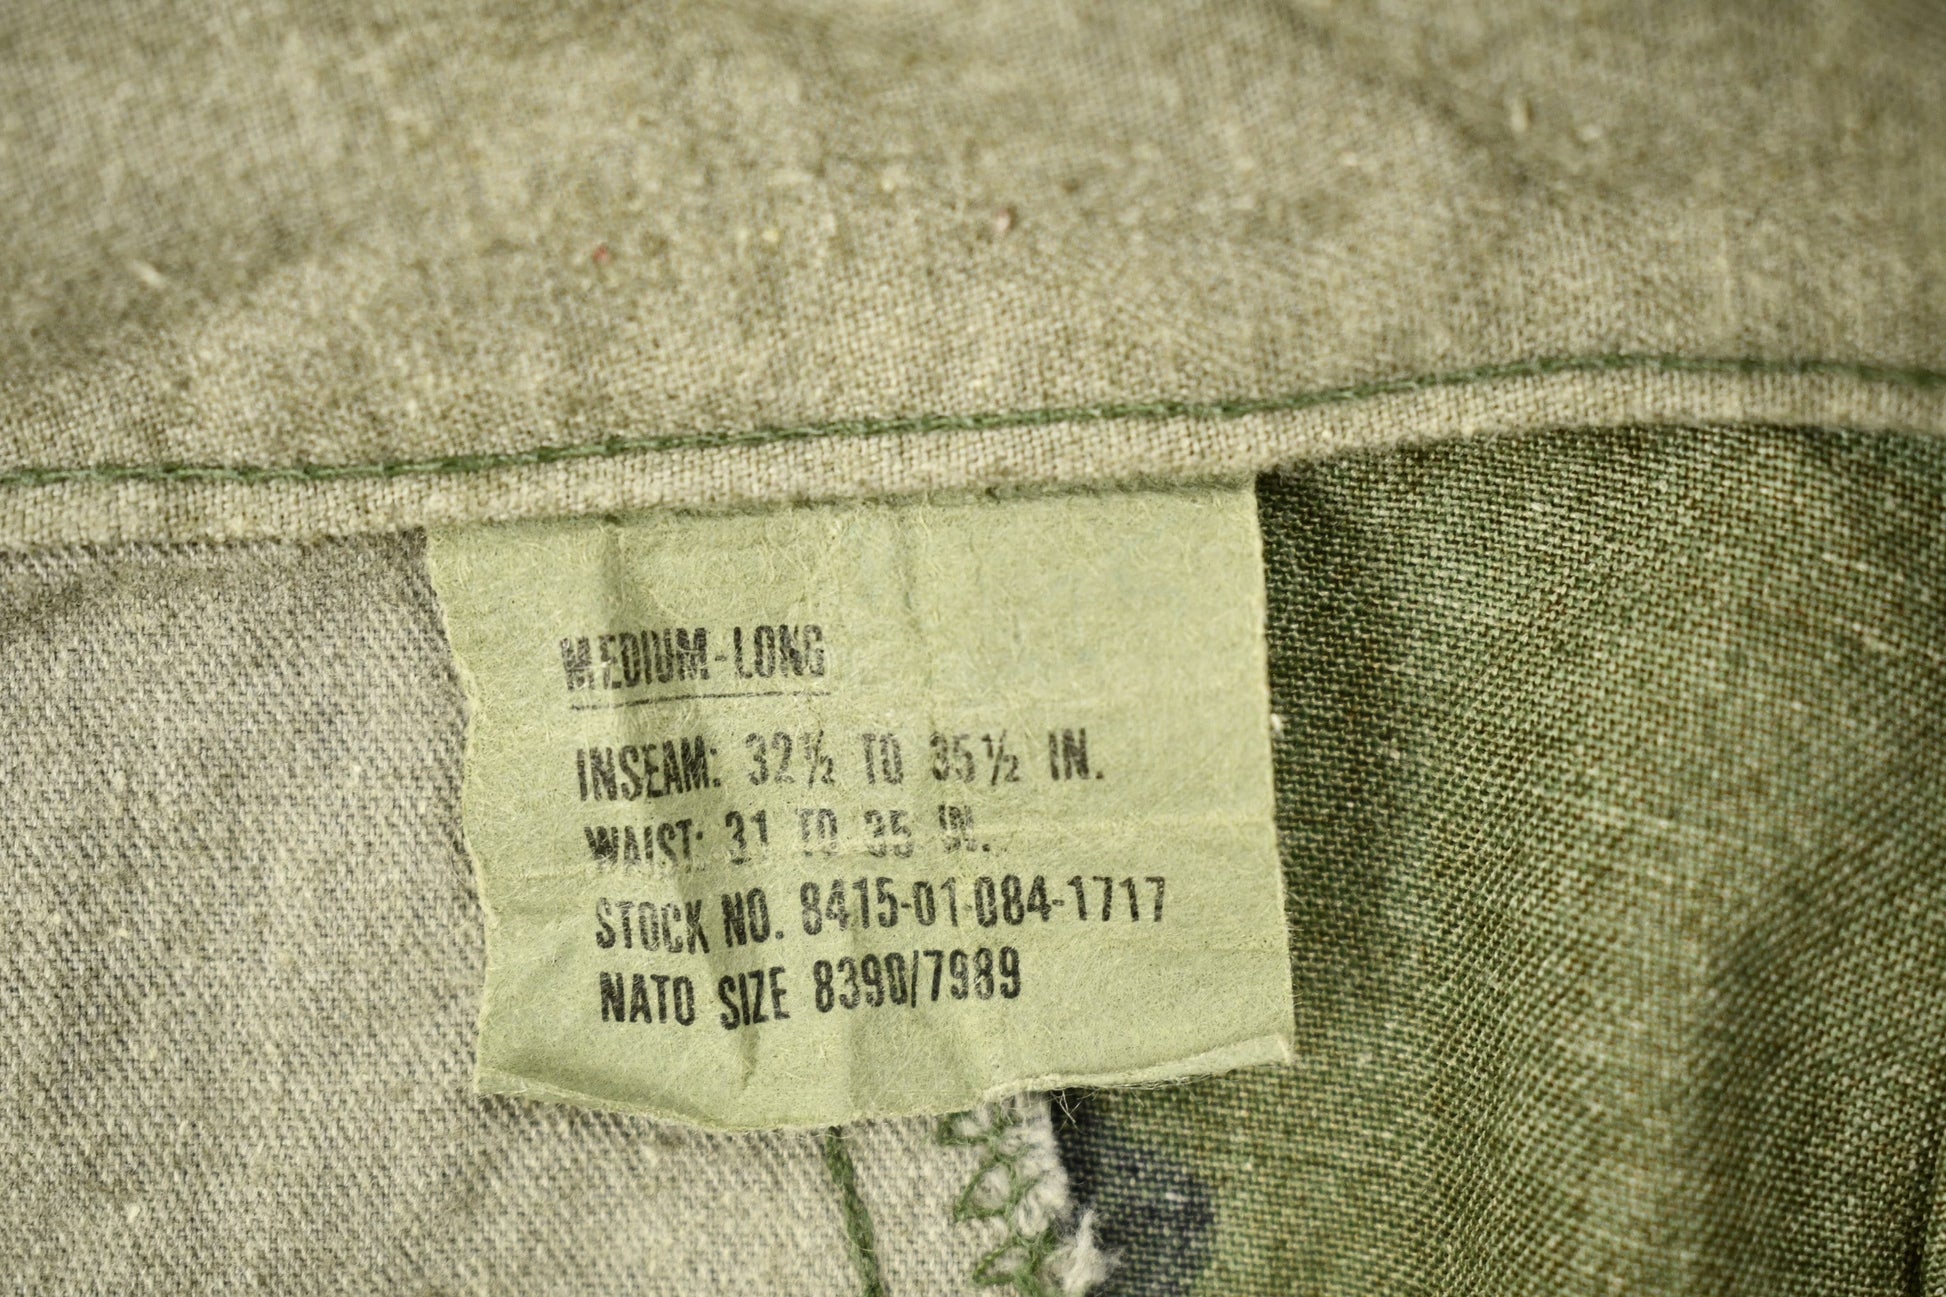 MEDIUM-LONG
INSEAM: 32½ TO 35½ IN.
WAIST: 31 TO 35 IN.
STOCK NO. 8415-01-084-1717
NATO SIZE 8390/7989